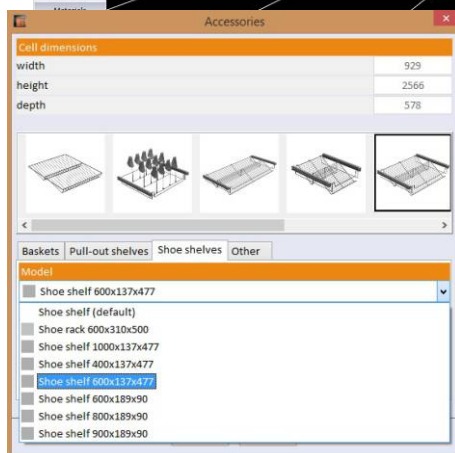 Materials
Accessories
Cell dimensions
width 929
height 2566
depth 578
Baskets Pull-out shelves Shoe shelves Other
Model
Shoe shelf 600x137x477
Shoe shelf (default)
Shoe rack 600x310x500
Shoe shelf 1000x137x477
Shoe shelf 400x137x477
Shoe shelf 600x137x477
Shoe shelf 600x189x90
Shoe shelf 800x189x90
Shoe shelf 900x189x90